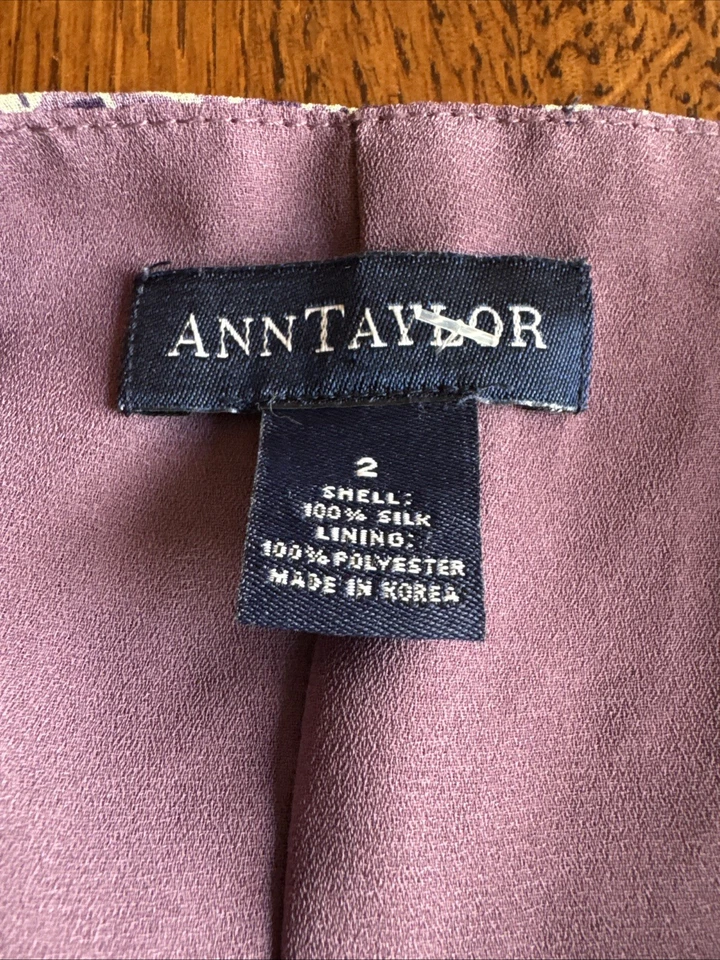 ANNTAYLOR
2
SHELL:
100% SILK
LINING:
100% POLYESTER
MADE IN KOREA